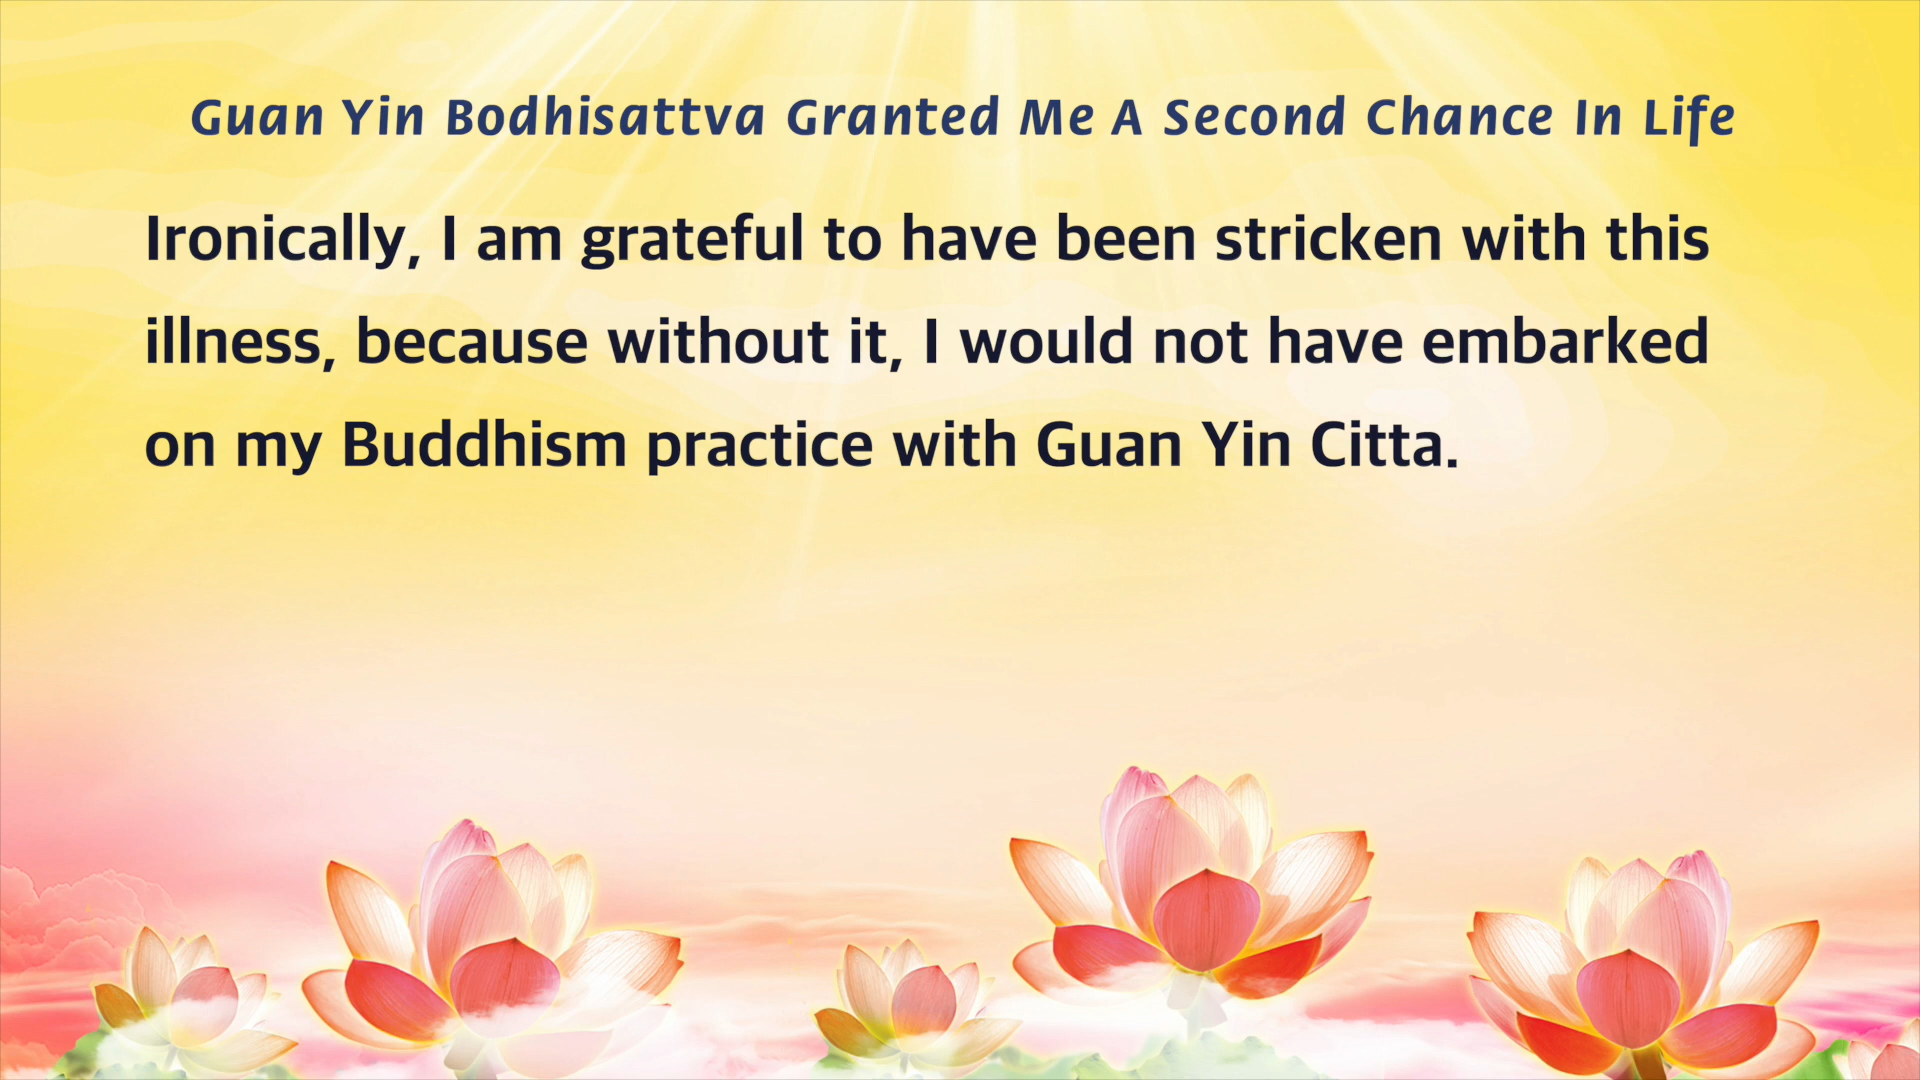 Guan Yin Bodhisattva Granted Me A Second Chance In Life
Ironically, I am grateful to have been stricken with this
illness, because without it, I would not have embarked
on my Buddhism practice with Guan Yin Citta.